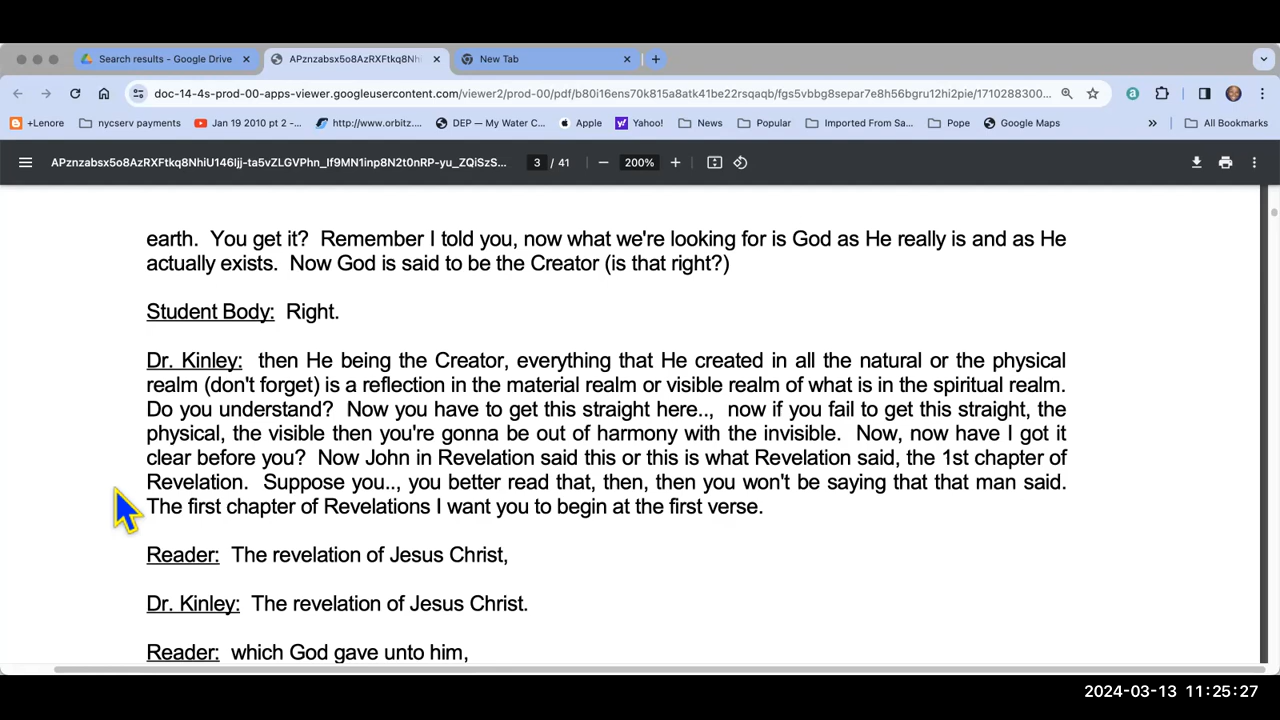 Search results - Google Drive
APznzabsx5o8AzRXFtkq8Nhi
New Tab
doc-14-4s-prod-00-apps-viewer.googleusercontent.com/viewer2/prod-00/pdf/b80i16ens70k815a8atk41be22rsqaqb/fgs5vbbg8separ7e8h56bgru12hi2pie/1710288300...
+Lenore
nycserv payments
Jan 19 2010 pt 2 -...
http://www.orbitz....
DEP — My Water C...
Apple
Yahoo!
News
Popular
Imported From Sa...
Pope
Google Maps
All Bookmarks
APznzabsx5o8AzRXFtkq8NhiU146Ijj-ta5vZLGVPhn_If9MN1inp8N2t0nRP-yu_ZQiSzS...
3 / 41
200%
earth. You get it? Remember I told you, now what we're looking for is God as He really is and as He
actually exists. Now God is said to be the Creator (is that right?)
Student Body: Right.
Dr. Kinley: then He being the Creator, everything that He created in all the natural or the physical
realm (don't forget) is a reflection in the material realm or visible realm of what is in the spiritual realm.
Do you understand? Now you have to get this straight here.., now if you fail to get this straight, the
physical, the visible then you're gonna be out of harmony with the invisible. Now, now have I got it
clear before you? Now John in Revelation said this or this is what Revelation said, the 1st chapter of
Revelation. Suppose you.., you better read that, then, then you won't be saying that that man said.
The first chapter of Revelations I want you to begin at the first verse.
Reader: The revelation of Jesus Christ,
Dr. Kinley: The revelation of Jesus Christ.
Reader: which God gave unto him,
2024-03-13 11:25:27